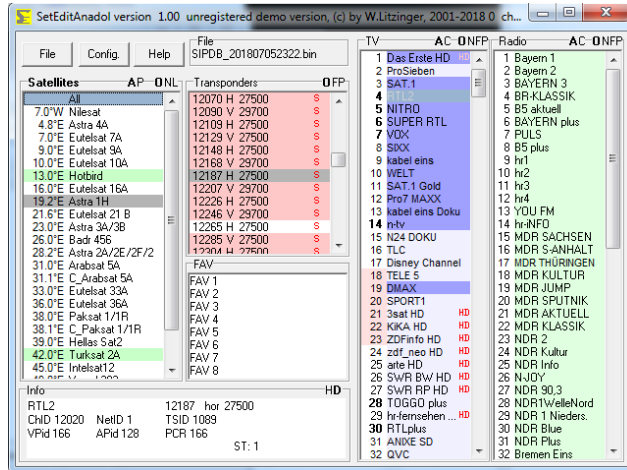 SetEditAnadol version 1.00 unregistered demo version, (c) by W.Litzinger, 2001-2018 0 ch...
File
Config.
Help
File
SIPDB_201807052322.bin
Satellites AP ONL
All
7.0°W Nilesat
4.8°E Astra 4A
7.0°E Eutelsat 7A
9.0°E Eutelsat 9A
10.0°E Eutelsat 10A
13.0°E Hotbird
16.0°E Eutelsat 16A
19.2°E Astra 1H
21.6°E Eutelsat 21 B
23.0°E Astra 3A/3B
26.0°E Badr 456
28.2°E Astra 2A/2E/2F/2
31.0°E Arabsat 5A
31.1°E C_Arabsat 5A
33.0°E Eutelsat 33A
36.0°E Eutelsat 36A
38.0°E Paksat 1/1R
38.1°E C_Paksat 1/1R
39.0°E Hellas Sat2
42.0°E Turksat 2A
45.0°E Intelsat12
Transponders OFP
12070 H 27500 S
12090 V 29700 S
12109 H 27500 S
12129 V 27500 S
12148 H 27500 S
12168 V 29700 S
12187 H 27500 S
12207 V 29700 S
12226 H 27500 S
12246 V 29700 S
12265 H 27500 S
12285 V 27500 S
12304 H 27500 S
FAV
FAV 1
FAV 2
FAV 3
FAV 4
FAV 5
FAV 6
FAV 7
FAV 8
Info HD
RTL2 12187 hor 27500
ChID 12020 NetID 1 TSID 1089
VPid 166 APid 128 PCR 166
ST: 1
TV AC-ONFP
1 Das Erste HD HD
2 ProSieben
3 SAT.1
4 RTL2
5 NITRO
6 SUPER RTL
7 VOX
8 SIXX
9 kabel eins
10 WELT
11 SAT.1 Gold
12 Pro7 MAXX
13 kabel eins Doku
14 n-tv
15 N24 DOKU
16 TLC
17 Disney Channel
18 TELE 5
19 DMAX
20 SPORT1
21 3sat HD HD
22 KiKA HD HD
23 ZDFinfo HD HD
24 zdf_neo HD HD
25 arte HD HD
26 SWR BW HD HD
27 SWR RP HD HD
28 TOGGO plus
29 hr-fernsehen ... HD
30 RTLplus
31 ANIXE SD
32 QVC
Radio AC-ONFP
1 Bayern 1
2 Bayern 2
3 BAYERN 3
4 BR-KLASSIK
5 B5 aktuell
6 BAYERN plus
7 PULS
8 B5 plus
9 hr1
10 hr2
11 hr3
12 hr4
13 YOU FM
14 hr-iNFO
15 MDR SACHSEN
16 MDR S-ANHALT
17 MDR THÜRINGEN
18 MDR KULTUR
19 MDR JUMP
20 MDR SPUTNIK
21 MDR AKTUELL
22 MDR KLASSIK
23 NDR 2
24 NDR Kultur
25 NDR Info
26 N-JOY
27 NDR 90,3
28 NDR1WelleNord
29 NDR 1 Nieders.
30 NDR Blue
31 NDR Plus
32 Bremen Eins